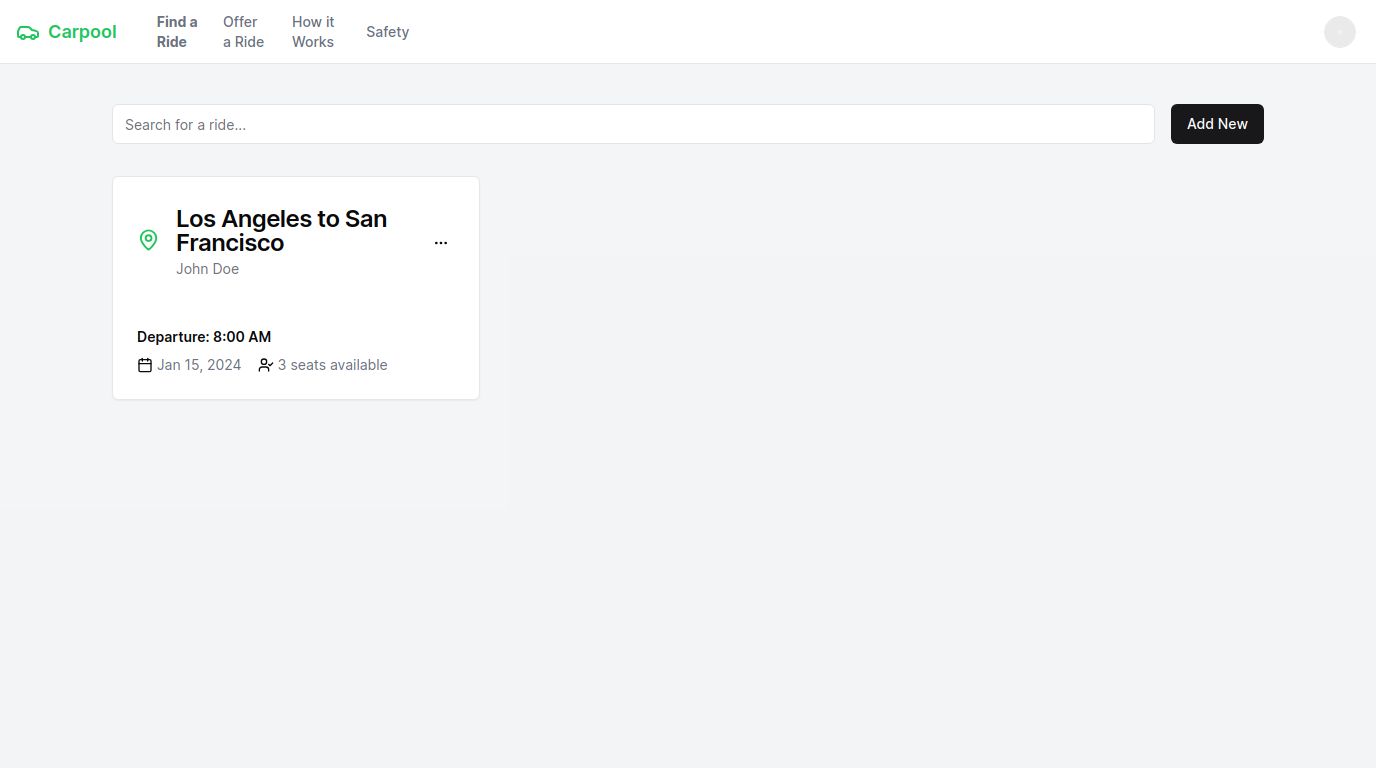 Carpool
Find a
Ride
Offer
a Ride
How it
Works
Safety
Search for a ride...
Add New
Los Angeles to San
Francisco
John Doe
Departure: 8:00 AM
Jan 15, 2024
3 seats available